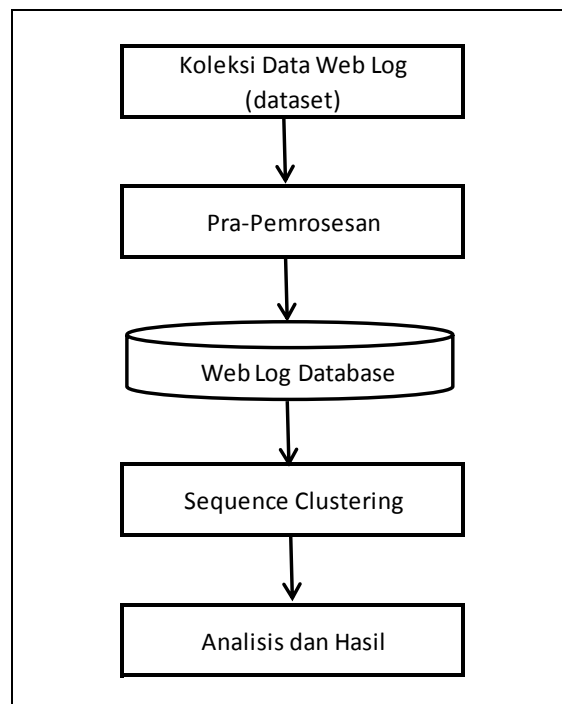 Koleksi Data Web Log
(dataset)
Pra-Pemrosesan
Web Log Database
Sequence Clustering
Analisis dan Hasil